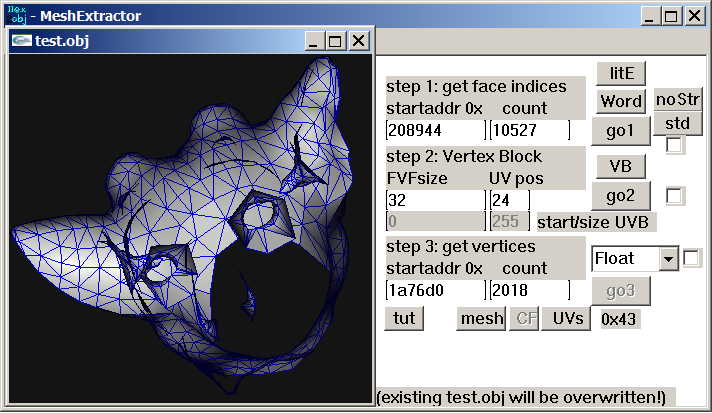 Hex
obj
- MeshExtractor
test.obj
step 1: get face indices
startaddr 0x count
208944 10527
litE
Word
noStr
go1
std
step 2: Vertex Block
FVFsize UV pos
32 24
0 255
start/size UVB
VB
go2
step 3: get vertices
startaddr 0x count
1a76d0 2018
Float
go3
tut mesh CF UVs 0x43
(existing test.obj will be overwritten!)